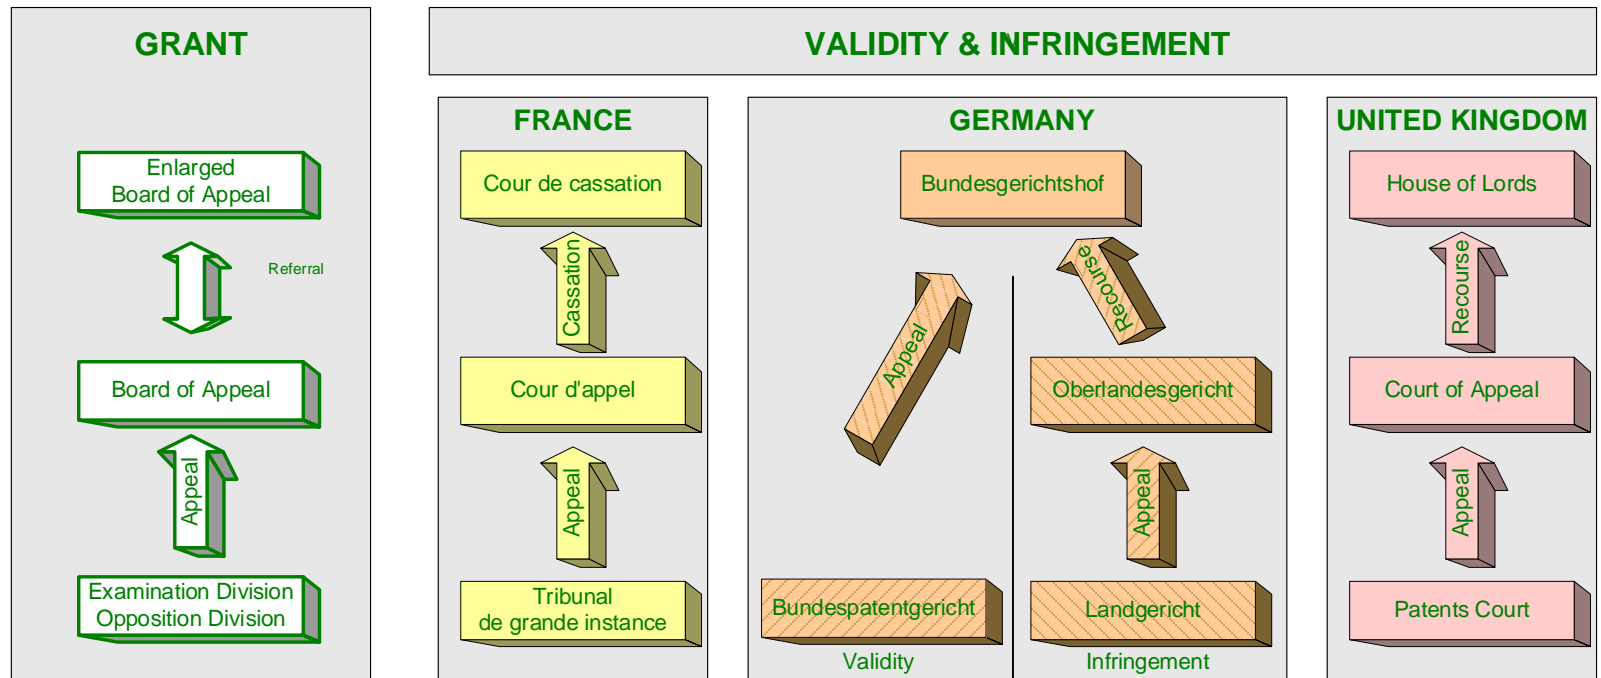 GRANT
Enlarged
Board of Appeal
Referral
Board of Appeal
Appeal
Examination Division
Opposition Division
VALIDITY & INFRINGEMENT
FRANCE
Cour de cassation
Cassation
Cour d'appel
Appeal
Tribunal
de grande instance
GERMANY
Bundesgerichtshof
Appeal
Recourse
Oberlandesgericht
Appeal
Bundespatentgericht
Landgericht
Validity
Infringement
UNITED KINGDOM
House of Lords
Recourse
Court of Appeal
Appeal
Patents Court